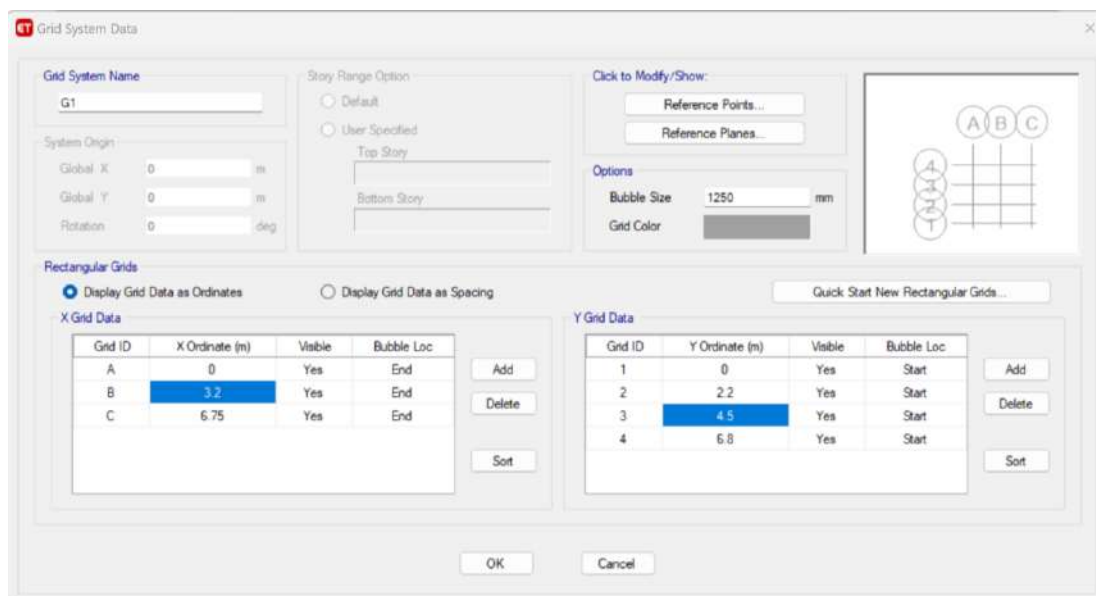 ET Grid System Data
Grid System Name
G1
System Origin
Global X 0 m
Global Y 0 m
Rotation 0 deg
Story Range Option
Default
User Specified
Top Story
Bottom Story
Click to Modify/Show:
Reference Points...
Reference Planes...
Options
Bubble Size 1250 mm
Grid Color
A B C
4
3
2
1
Rectangular Grids
Display Grid Data as Ordinates Display Grid Data as Spacing Quick Start New Rectangular Grids...
X Grid Data
Grid ID X Ordinate (m) Visible Bubble Loc
A 0 Yes End
B 3.2 Yes End
C 6.75 Yes End
Add
Delete
Sort
Y Grid Data
Grid ID Y Ordinate (m) Visible Bubble Loc
1 0 Yes Start
2 2.2 Yes Start
3 4.5 Yes Start
4 6.8 Yes Start
Add
Delete
Sort
OK Cancel